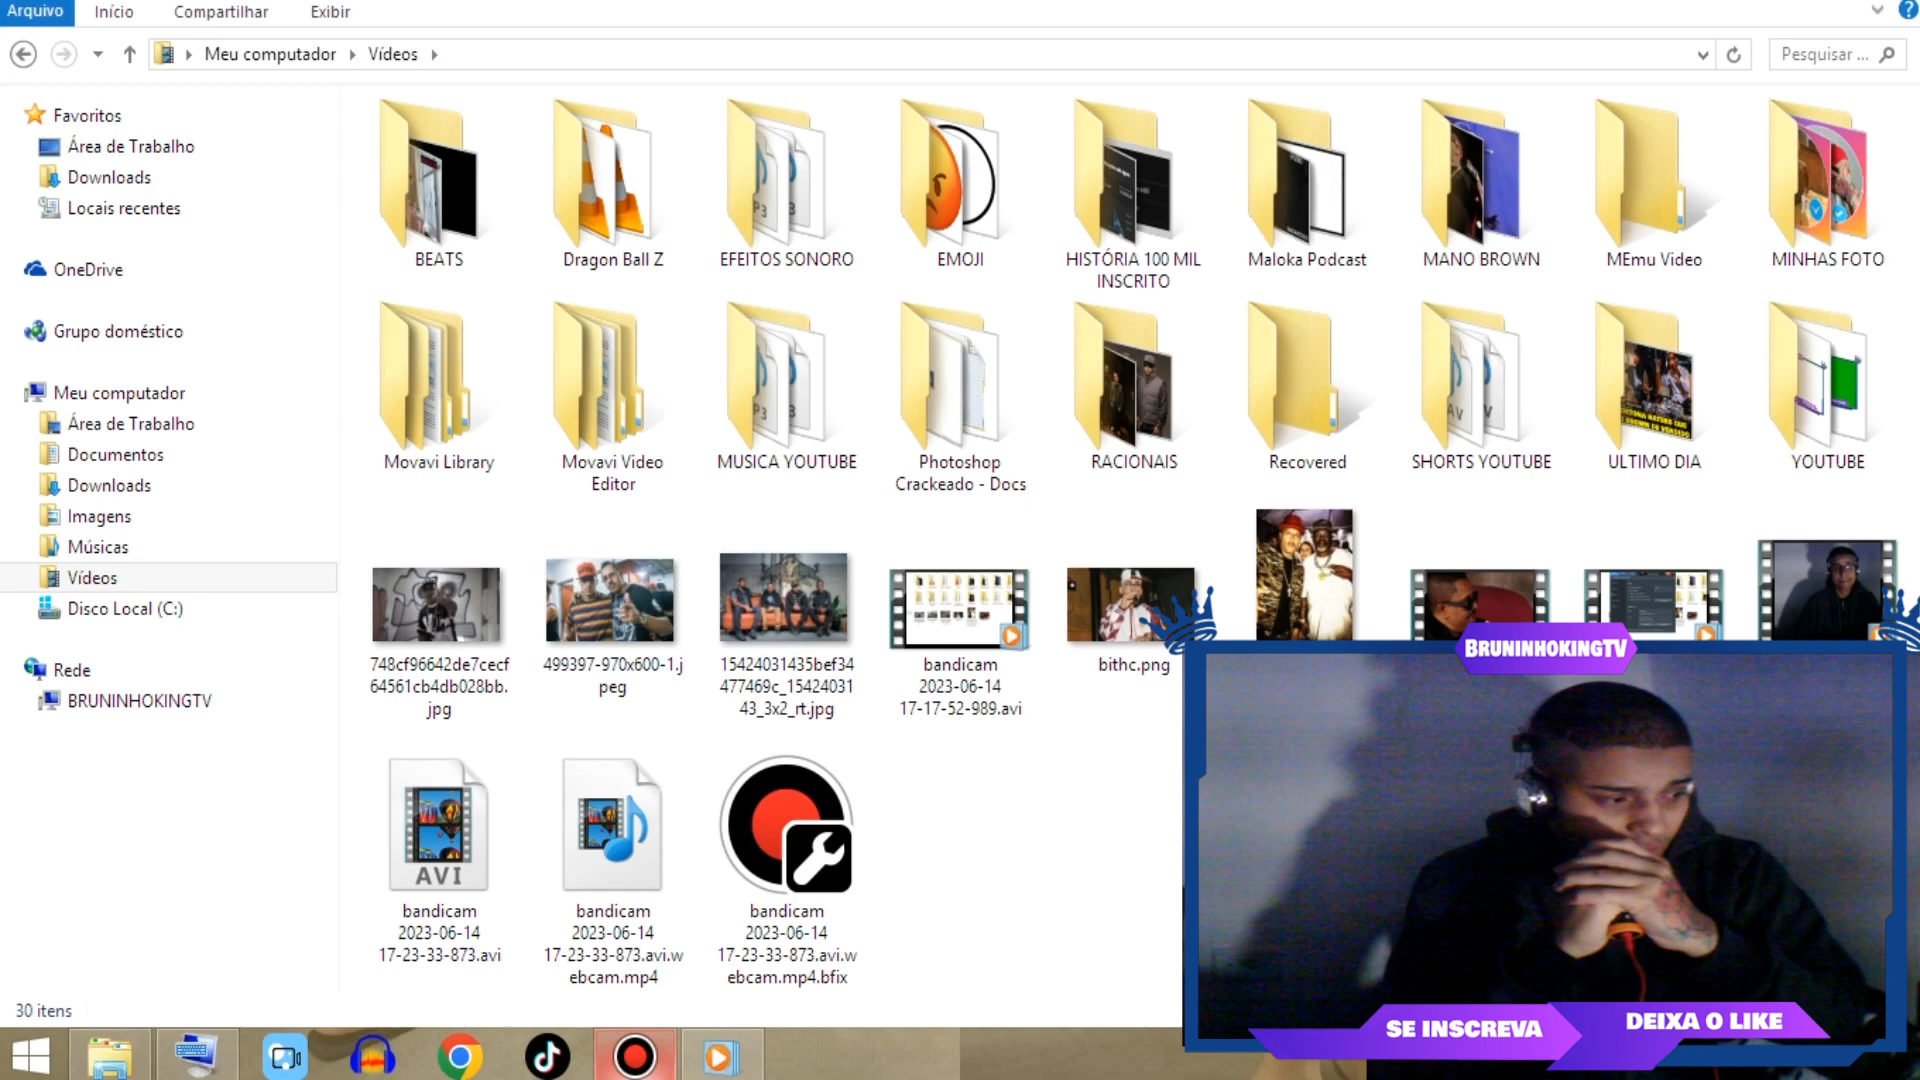 Arquivo
Início
Compartilhar
Exibir
Meu computador
Vídeos
Pesquisar ...
Favoritos
Área de Trabalho
Downloads
Locais recentes
OneDrive
Grupo doméstico
Meu computador
Área de Trabalho
Documentos
Downloads
Imagens
Músicas
Vídeos
Disco Local (C:)
Rede
BRUNINHOKINGTV
BEATS
Dragon Ball Z
EFEITOS SONORO
EMOJI
HISTÓRIA 100 MIL
INSCRITO
Maloka Podcast
MANO BROWN
MEmu Video
MINHAS FOTO
Movavi Library
Movavi Video
Editor
MUSICA YOUTUBE
Photoshop
Crackeado - Docs
RACIONAIS
Recovered
SHORTS YOUTUBE
ULTIMO DIA
YOUTUBE
748cf96642de7cecf
64561cb4db028bb.
jpg
499397-970x600-1.j
peg
15424031435bef34
477469c_15424031
43_3x2_rt.jpg
bandicam
2023-06-14
17-17-52-989.avi
bithc.png
AVI
bandicam
2023-06-14
17-23-33-873.avi
bandicam
2023-06-14
17-23-33-873.avi.w
ebcam.mp4
bandicam
2023-06-14
17-23-33-873.avi.w
ebcam.mp4.bfix
30 itens
BRUNINHOKINGTV
SE INSCREVA
DEIXA O LIKE